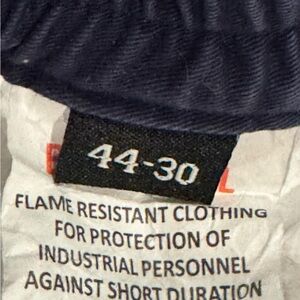 44-30
FLAME RESISTANT CLOTHING
FOR PROTECTION OF
INDUSTRIAL PERSONNEL
AGAINST SHORT DURATION